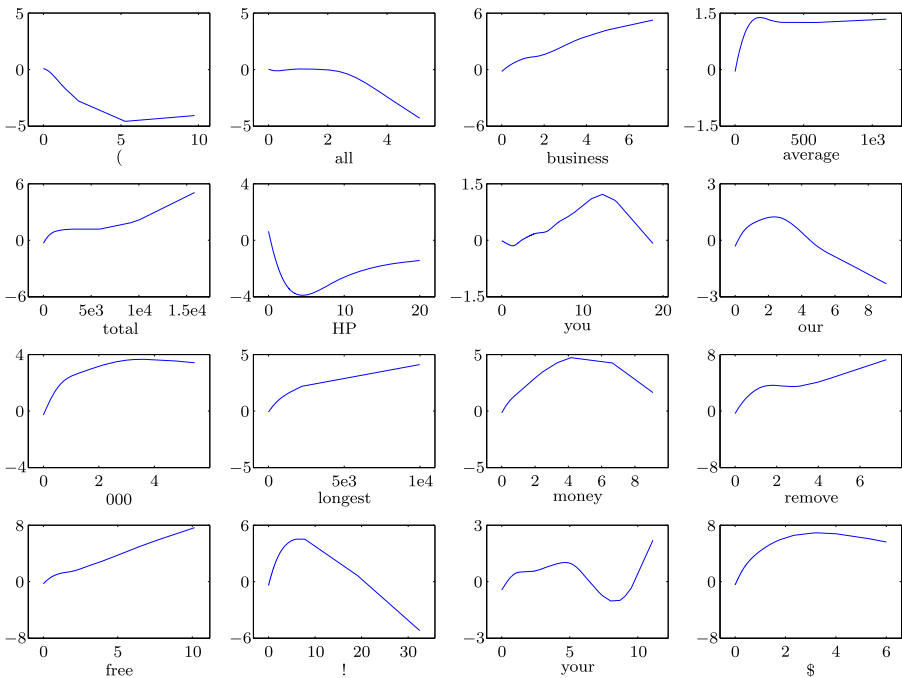 5 5 6 1.5
0 0 0 0
−5 −5 −6 −1.5
0 5 10 0 2 4 0 2 4 6 0 500 1e3
( all business average
6 4 1.5 3
0 0 0 0
−6 −4 −1.5 −3
0 5e3 1e4 1.5e4 0 10 20 0 10 20 0 2 4 6 8
total HP you our
4 5 5 8
0 0 0 0
−4 −5 −5 −8
0 2 4 0 5e3 1e4 0 2 4 6 8 0 2 4 6
000 longest money remove
8 6 3 8
0 0 0 0
−8 −6 −3 −8
0 5 10 0 10 20 30 0 5 10 0 2 4 6
free ! your $